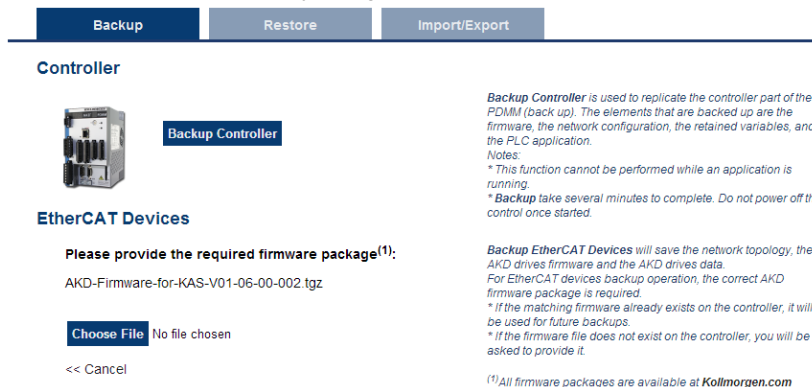 Backup
Restore
Import/Export
Controller
Backup Controller
Backup Controller is used to replicate the controller part of the
PDMM (back up). The elements that are backed up are the
firmware, the network configuration, the retained variables, and
the PLC application.
Notes:
* This function cannot be performed while an application is
running.
* Backup take several minutes to complete. Do not power off th
control once started.
EtherCAT Devices
Please provide the required firmware package(1):
AKD-Firmware-for-KAS-V01-06-00-002.tgz
Choose File No file chosen
<< Cancel
Backup EtherCAT Devices will save the network topology, the
AKD drives firmware and the AKD drives data.
For EtherCAT devices backup operation, the correct AKD
firmware package is required.
* If the matching firmware already exists on the controller, it will
be used for future backups.
* If the firmware file does not exist on the controller, you will be
asked to provide it.
(1)All firmware packages are available at Kollmorgen.com